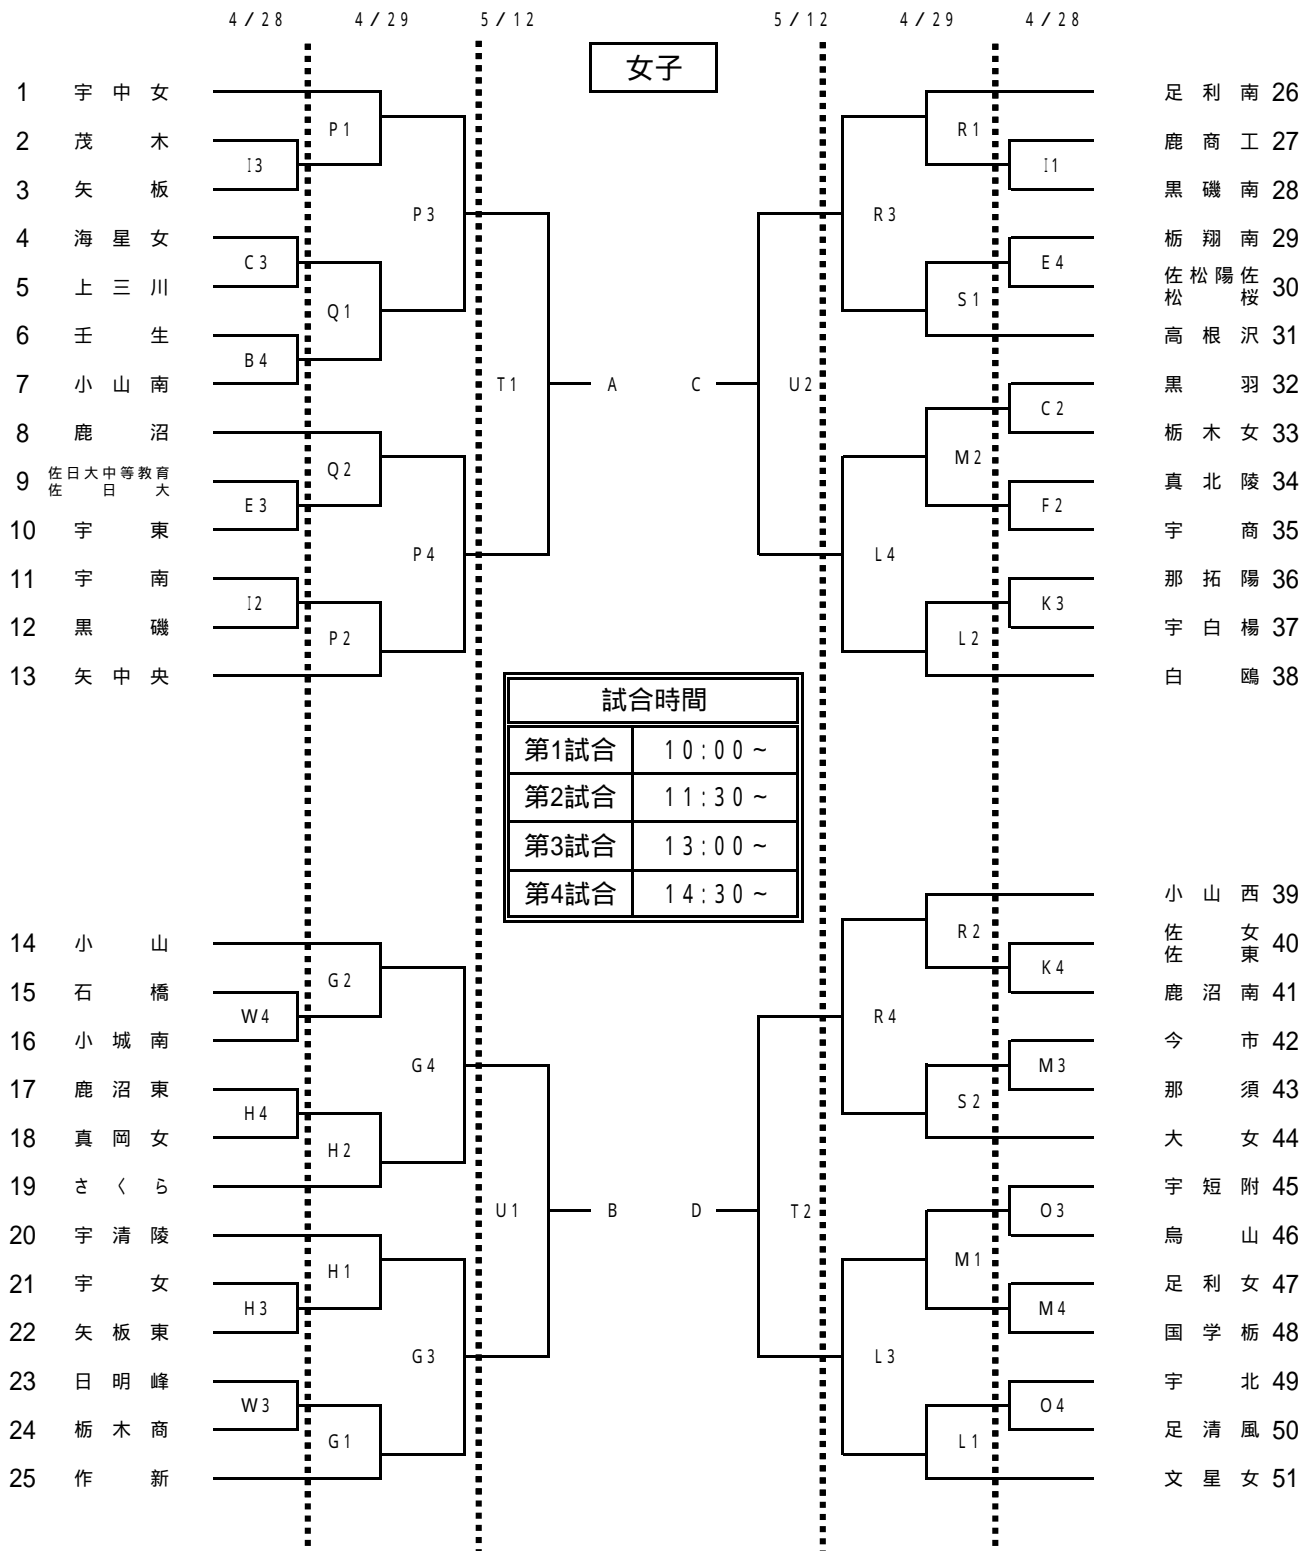 4/28 4/29 5/12 5/12 4/29 4/28
女子
1 宇中女
P1
2 茂木
I3
3 矢板
P3
4 海星女
C3
5 上三川
Q1
6 壬生
B4
7 小山南
T1 A
8 鹿沼
Q2
9 佐日大中等教育
佐日大
E3
10 宇東
P4
11 宇南
I2
12 黒磯
P2
13 矢中央
足利南 26
R1
鹿商工 27
I1
黒磯南 28
R3
栃翔南 29
E4
佐松陽佐
松桜 30
S1
高根沢 31
C U2
黒羽 32
C2
栃木女 33
M2
真北陵 34
F2
宇商 35
L4
那拓陽 36
K3
宇白楊 37
L2
白鴎 38
試合時間
第1試合 10:00~
第2試合 11:30~
第3試合 13:00~
第4試合 14:30~
14 小山
G2
15 石橋
W4
16 小城南
G4
17 鹿沼東
H4
18 真岡女
H2
19 さくら
U1 B
20 宇清陵
H1
21 宇女
H3
22 矢板東
G3
23 日明峰
W3
24 栃木商
G1
25 作新
小山西 39
R2
佐女
佐東 40
K4
鹿沼南 41
R4
今市 42
M3
那須 43
S2
大女 44
D T2
宇短附 45
O3
烏山 46
M1
足利女 47
M4
国学栃 48
L3
宇北 49
O4
足清風 50
L1
文星女 51